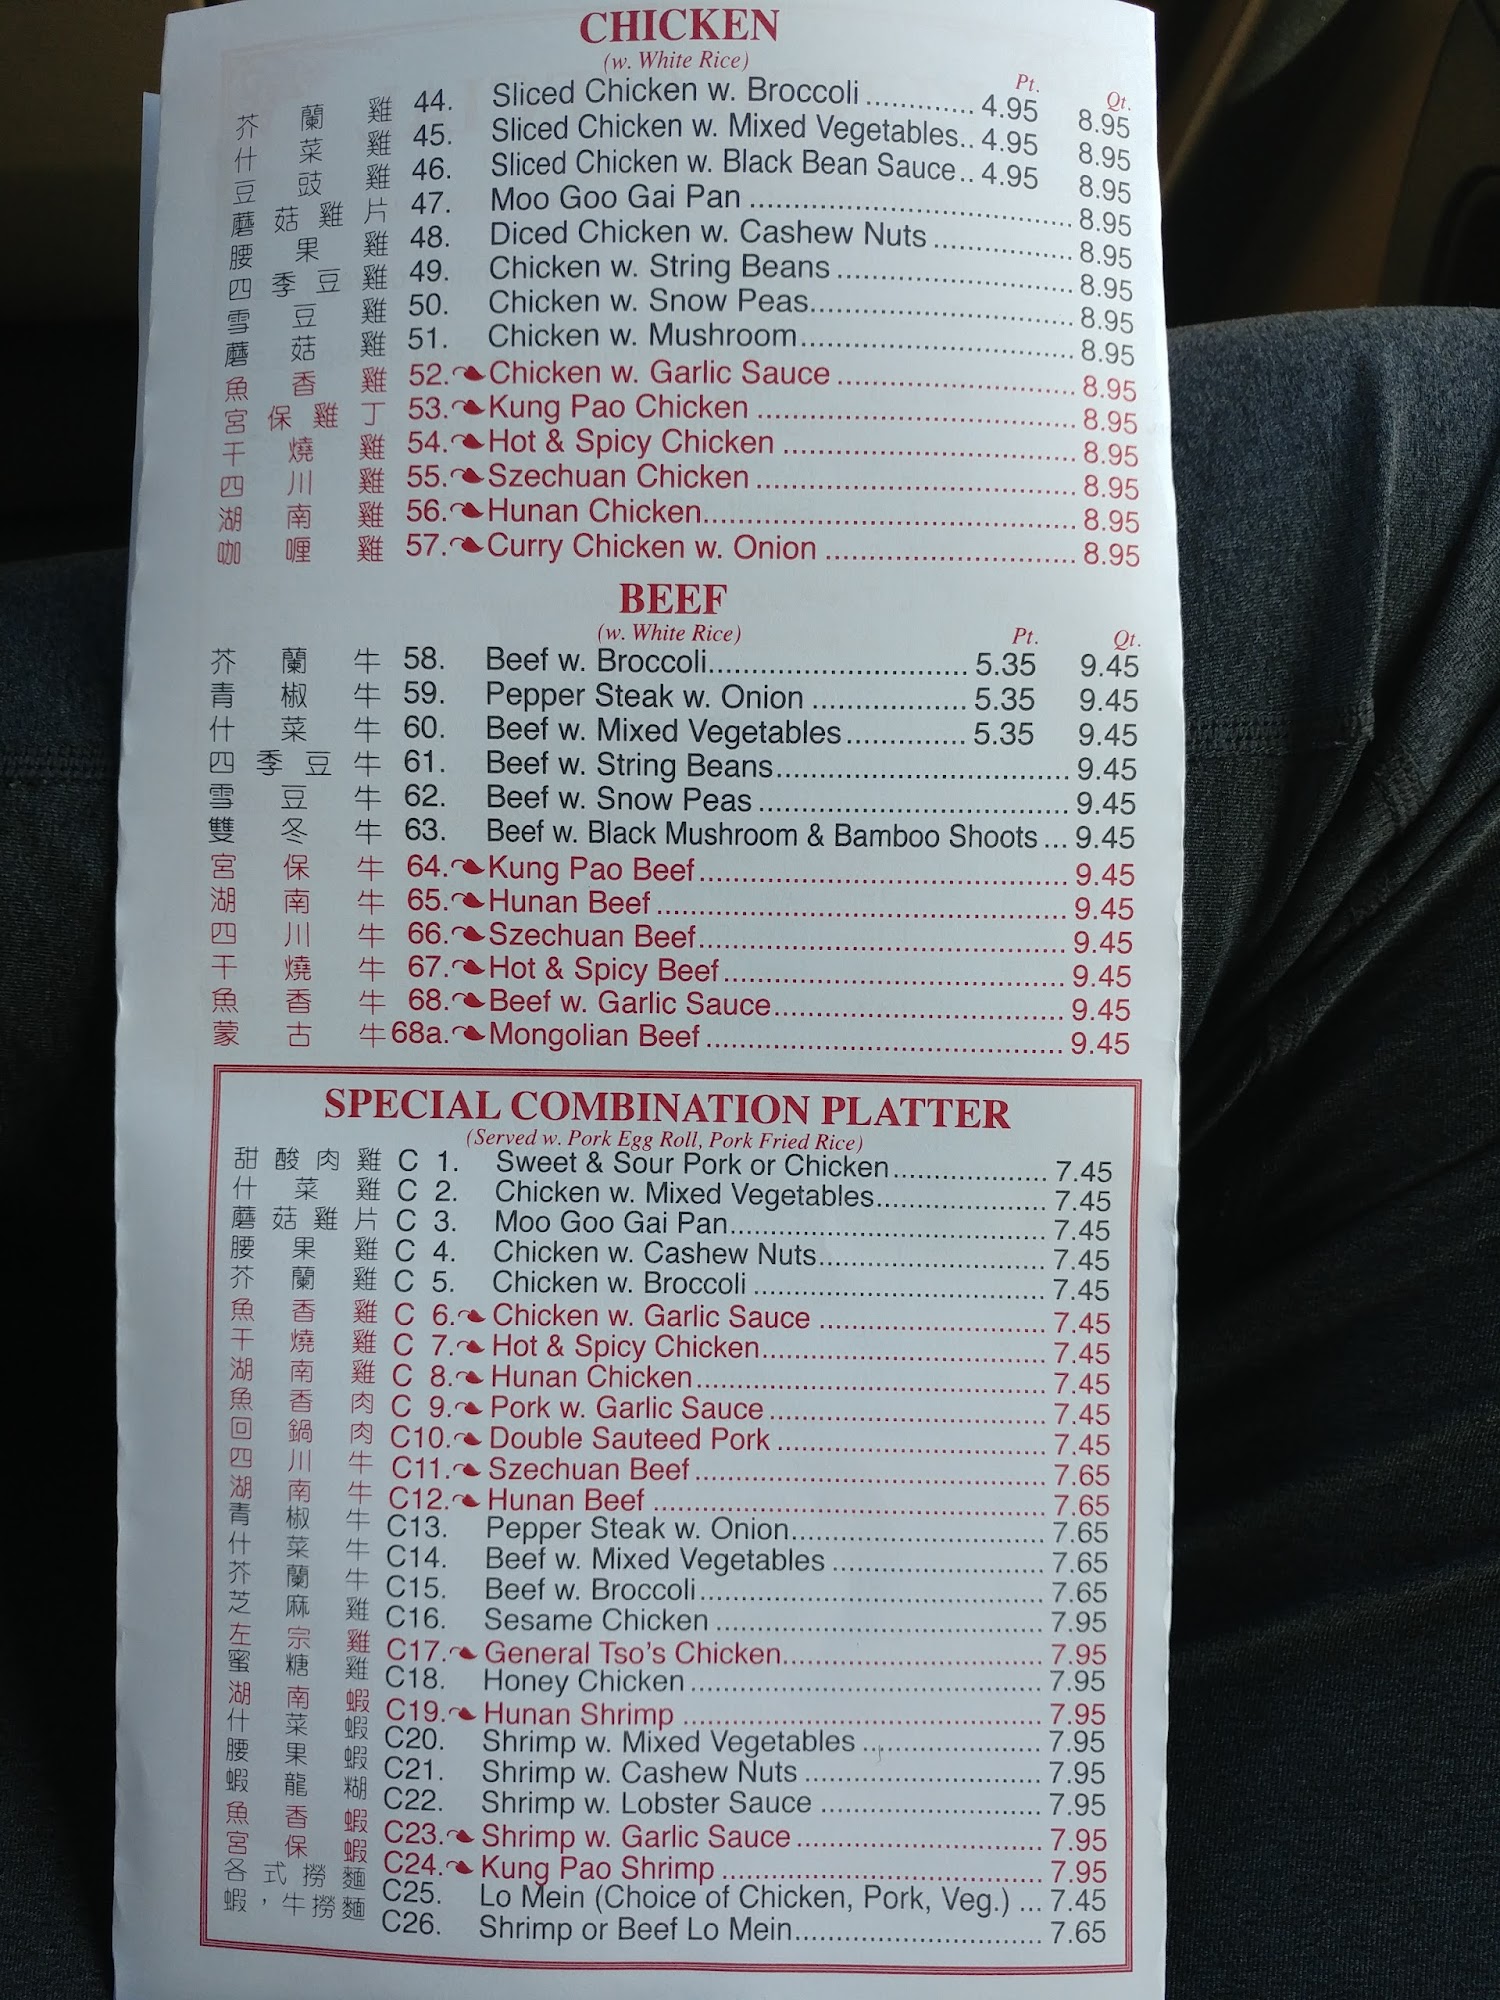 CHICKEN
(w. White Rice)
Pt. Qt.
芥蘭雞 44. Sliced Chicken w. Broccoli ............. 4.95 8.95
什菜雞 45. Sliced Chicken w. Mixed Vegetables.. 4.95 8.95
豆豉雞 46. Sliced Chicken w. Black Bean Sauce.. 4.95 8.95
蘑菇雞片 47. Moo Goo Gai Pan ........................................ 8.95
腰果雞 48. Diced Chicken w. Cashew Nuts ................. 8.95
四季豆雞 49. Chicken w. String Beans ............................. 8.95
雪豆雞 50. Chicken w. Snow Peas................................ 8.95
蘑菇雞 51. Chicken w. Mushroom................................. 8.95
魚香雞 52. Chicken w. Garlic Sauce ............................. 8.95
宮保雞丁 53. Kung Pao Chicken ....................................... 8.95
干燒雞 54. Hot & Spicy Chicken .................................... 8.95
四川雞 55. Szechuan Chicken ....................................... 8.95
湖南雞 56. Hunan Chicken............................................. 8.95
咖喱雞 57. Curry Chicken w. Onion .............................. 8.95
BEEF
(w. White Rice)
Pt. Qt.
芥蘭牛 58. Beef w. Broccoli................................ 5.35 9.45
青椒牛 59. Pepper Steak w. Onion ................... 5.35 9.45
什菜牛 60. Beef w. Mixed Vegetables............... 5.35 9.45
四季豆牛 61. Beef w. String Beans.................................... 9.45
雪豆牛 62. Beef w. Snow Peas ...................................... 9.45
雙冬牛 63. Beef w. Black Mushroom & Bamboo Shoots ... 9.45
宮保牛 64. Kung Pao Beef ............................................. 9.45
湖南牛 65. Hunan Beef .................................................. 9.45
四川牛 66. Szechuan Beef............................................. 9.45
干燒牛 67. Hot & Spicy Beef .......................................... 9.45
魚香牛 68. Beef w. Garlic Sauce.................................... 9.45
蒙古牛 68a. Mongolian Beef ............................................ 9.45
SPECIAL COMBINATION PLATTER
(Served w. Pork Egg Roll, Pork Fried Rice)
甜酸肉雞 C 1. Sweet & Sour Pork or Chicken................... 7.45
什菜雞 C 2. Chicken w. Mixed Vegetables..................... 7.45
蘑菇雞片 C 3. Moo Goo Gai Pan....................................... 7.45
腰果雞 C 4. Chicken w. Cashew Nuts............................ 7.45
芥蘭雞 C 5. Chicken w. Broccoli .................................... 7.45
魚香雞 C 6. Chicken w. Garlic Sauce ............................ 7.45
干燒雞 C 7. Hot & Spicy Chicken................................... 7.45
湖南雞 C 8. Hunan Chicken........................................... 7.45
魚香肉 C 9. Pork w. Garlic Sauce .................................. 7.45
回鍋肉 C10. Double Sauteed Pork ................................. 7.45
四川牛 C11. Szechuan Beef ........................................... 7.65
湖南牛 C12. Hunan Beef ................................................ 7.65
青椒牛 C13. Pepper Steak w. Onion............................... 7.65
什菜牛 C14. Beef w. Mixed Vegetables .......................... 7.65
芥蘭牛 C15. Beef w. Broccoli.......................................... 7.65
芝麻雞 C16. Sesame Chicken ........................................ 7.95
左宗雞 C17. General Tso's Chicken................................ 7.95
蜜糖雞 C18. Honey Chicken ........................................... 7.95
湖南蝦 C19. Hunan Shrimp ............................................ 7.95
什菜蝦 C20. Shrimp w. Mixed Vegetables ...................... 7.95
腰果蝦 C21. Shrimp w. Cashew Nuts ............................. 7.95
蝦龍糊 C22. Shrimp w. Lobster Sauce ........................... 7.95
魚香蝦 C23. Shrimp w. Garlic Sauce .............................. 7.95
宮保蝦 C24. Kung Pao Shrimp ....................................... 7.95
各式撈麵 C25. Lo Mein (Choice of Chicken, Pork, Veg.) ... 7.45
蝦，牛撈麵 C26. Shrimp or Beef Lo Mein............................... 7.65